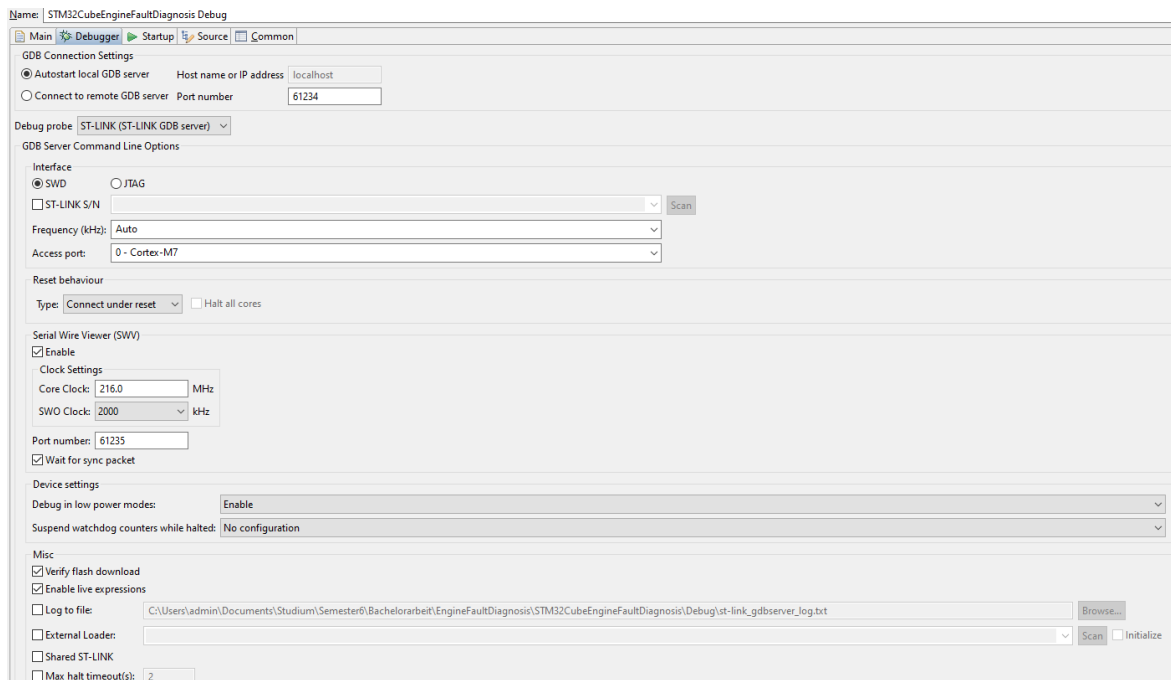 Name: STM32CubeEngineFaultDiagnosis Debug
Main Debugger Startup Source Common
GDB Connection Settings
Autostart local GDB server Host name or IP address localhost
Connect to remote GDB server Port number 61234
Debug probe ST-LINK (ST-LINK GDB server)
GDB Server Command Line Options
Interface
SWD JTAG
ST-LINK S/N Scan
Frequency (kHz): Auto
Access port: 0 - Cortex-M7
Reset behaviour
Type: Connect under reset Halt all cores
Serial Wire Viewer (SWV)
Enable
Clock Settings
Core Clock: 216.0 MHz
SWO Clock: 2000 kHz
Port number: 61235
Wait for sync packet
Device settings
Debug in low power modes: Enable
Suspend watchdog counters while halted: No configuration
Misc
Verify flash download
Enable live expressions
Log to file: C:\Users\admin\Documents\Studium\Semester6\Bachelorarbeit\EngineFaultDiagnosis\STM32CubeEngineFaultDiagnosis\Debug\st-link_gdbserver_log.txt Browse...
External Loader: Scan Initialize
Shared ST-LINK
Max halt timeout(s): 2